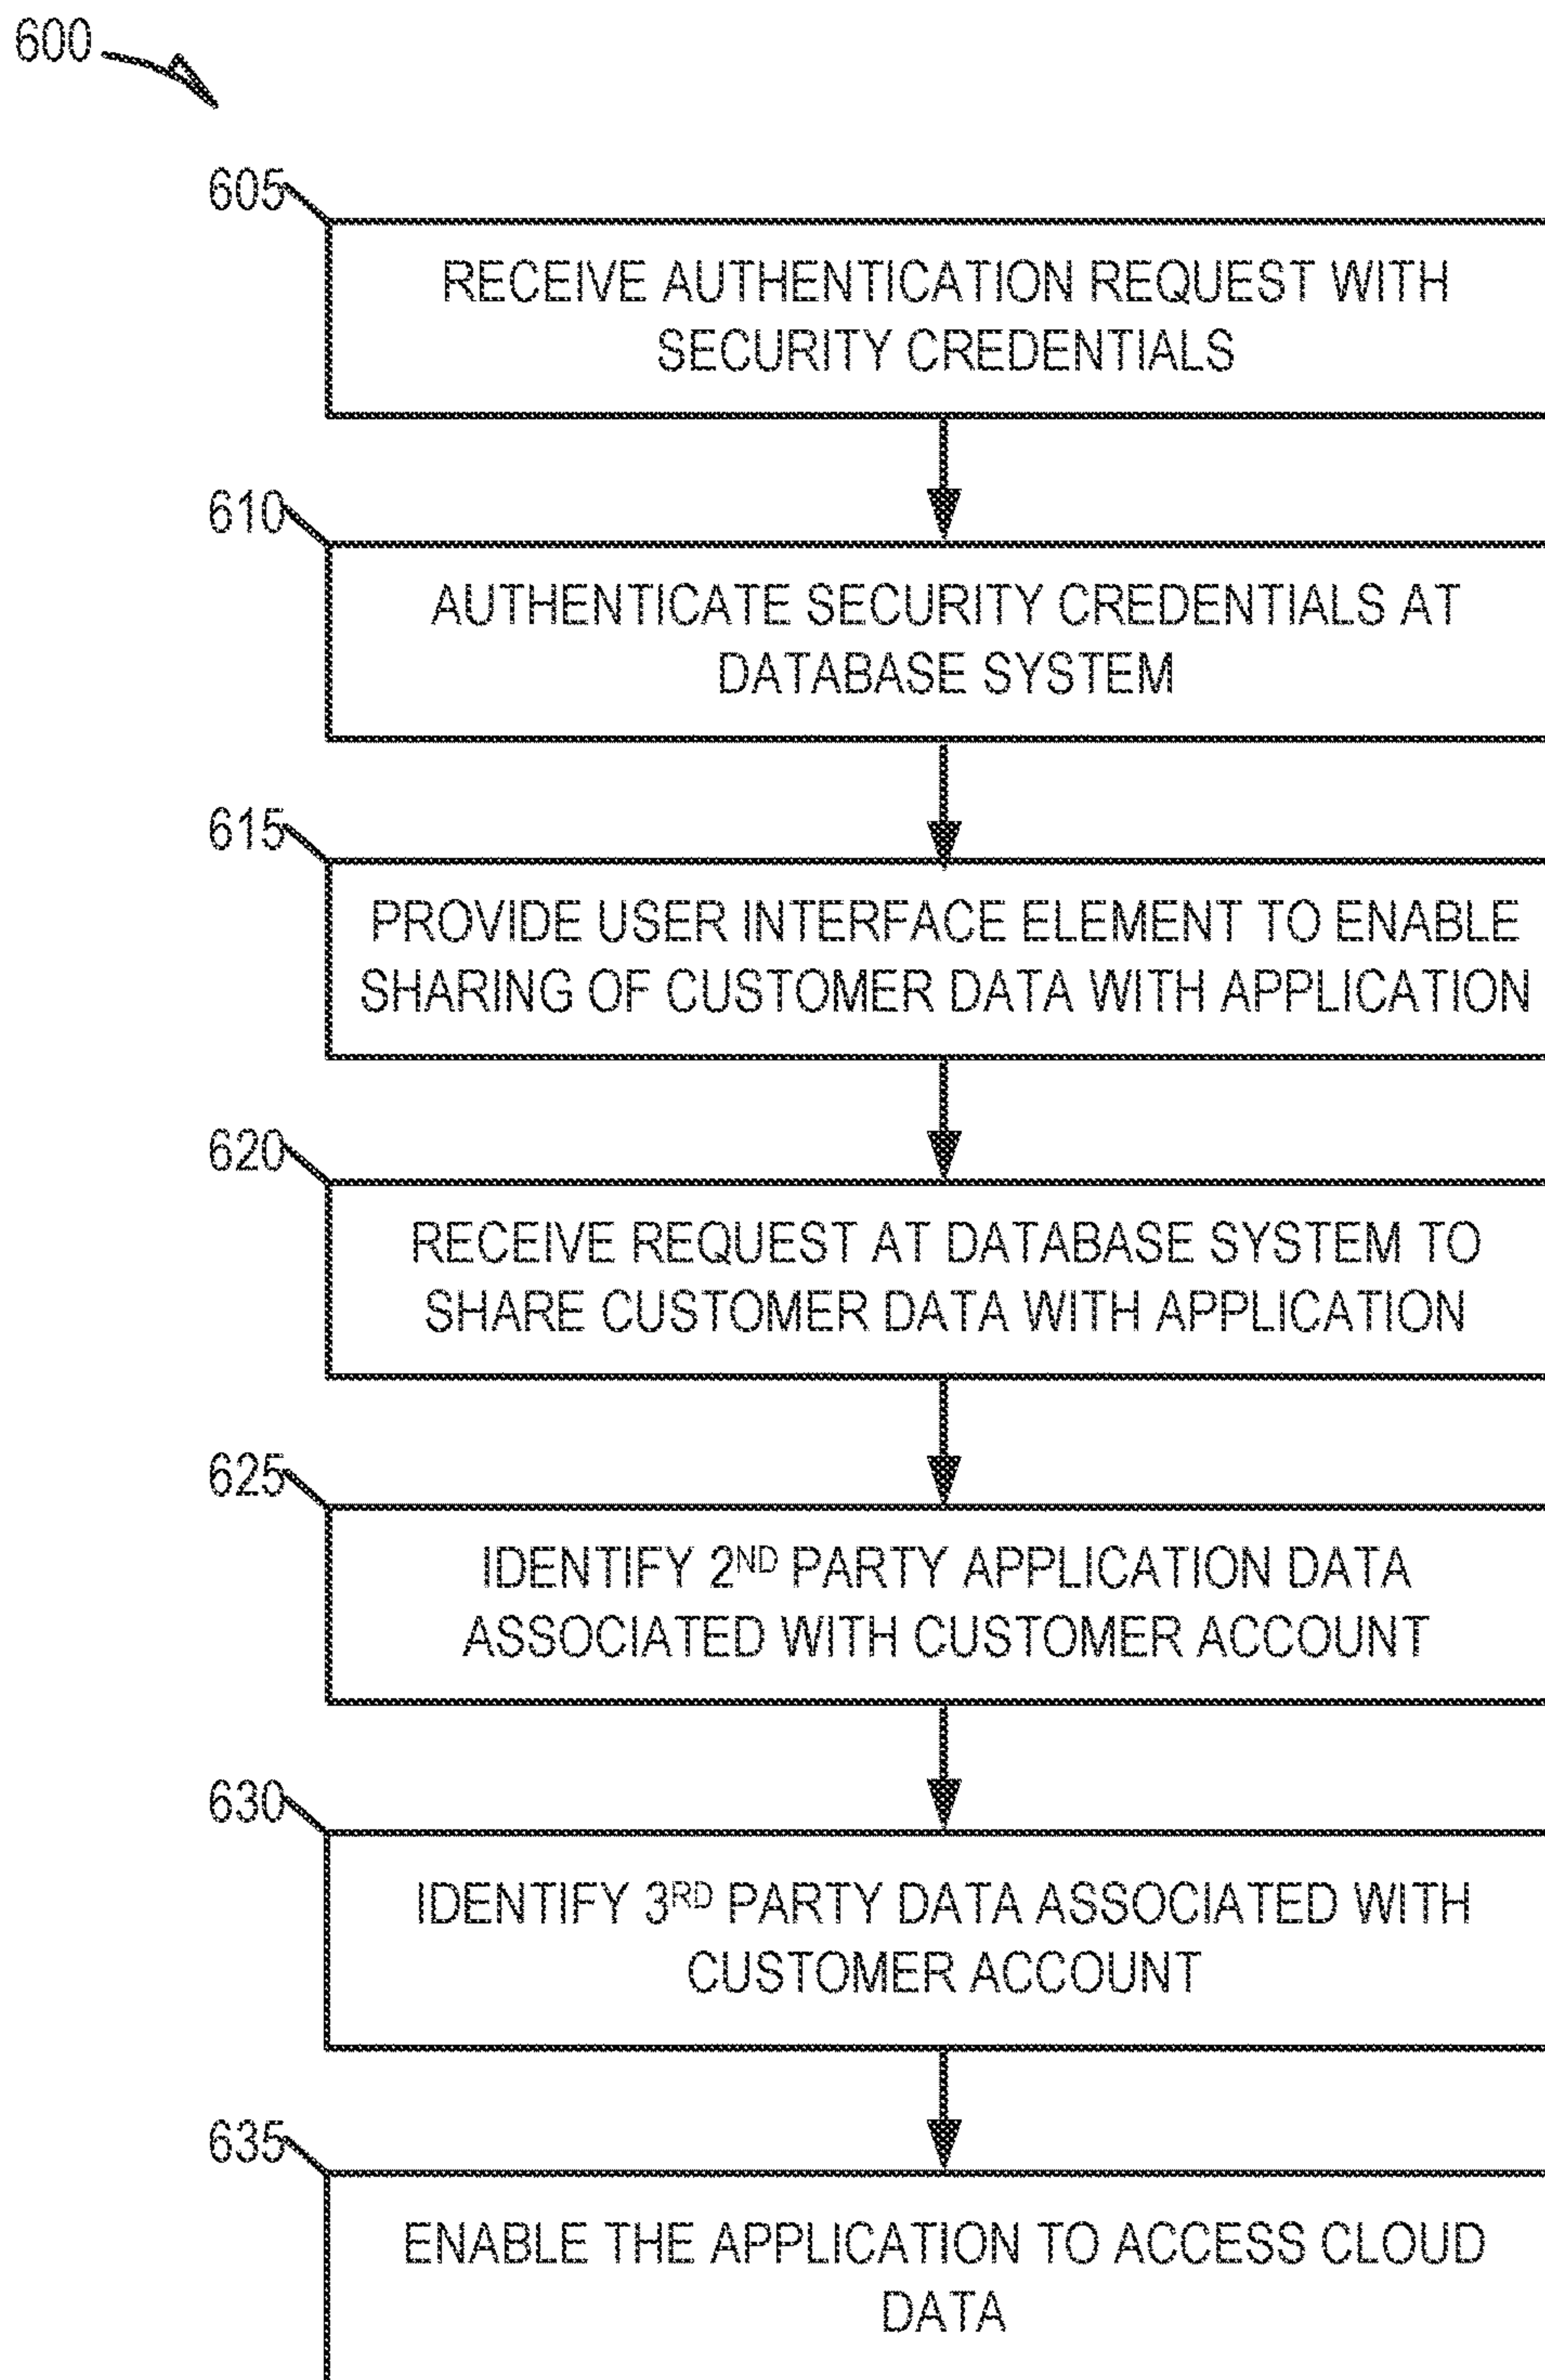 600
605
RECEIVE AUTHENTICATION REQUEST WITH
SECURITY CREDENTIALS
610
AUTHENTICATE SECURITY CREDENTIALS AT
DATABASE SYSTEM
615
PROVIDE USER INTERFACE ELEMENT TO ENABLE
SHARING OF CUSTOMER DATA WITH APPLICATION
620
RECEIVE REQUEST AT DATABASE SYSTEM TO
SHARE CUSTOMER DATA WITH APPLICATION
625
IDENTIFY 2ND PARTY APPLICATION DATA
ASSOCIATED WITH CUSTOMER ACCOUNT
630
IDENTIFY 3RD PARTY DATA ASSOCIATED WITH
CUSTOMER ACCOUNT
635
ENABLE THE APPLICATION TO ACCESS CLOUD
DATA